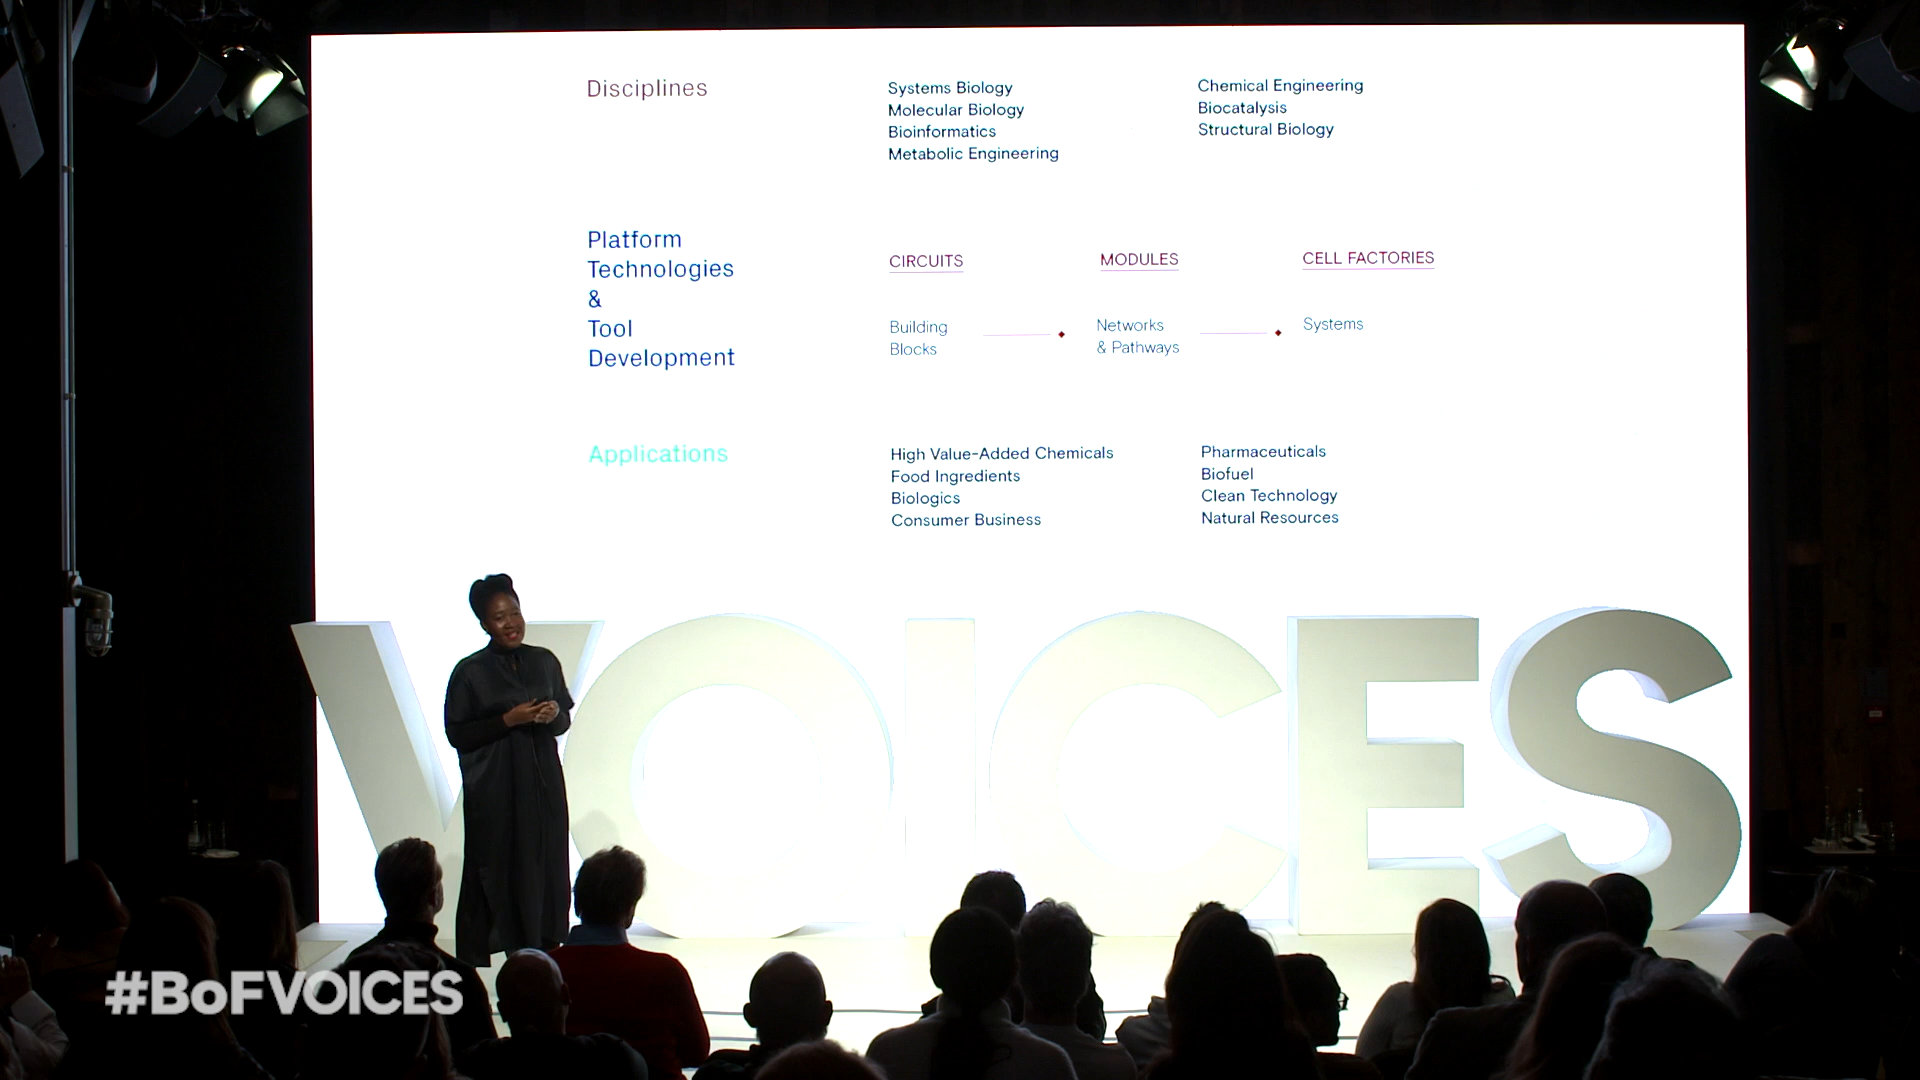 Disciplines
Systems Biology
Molecular Biology
Bioinformatics
Metabolic Engineering
Chemical Engineering
Biocatalysis
Structural Biology
Platform
Technologies
&
Tool
Development
CIRCUITS
MODULES
CELL FACTORIES
Building
Blocks
Networks
& Pathways
Systems
Applications
High Value-Added Chemicals
Food Ingredients
Biologics
Consumer Business
Pharmaceuticals
Biofuel
Clean Technology
Natural Resources
VOICES
#BoFVOICES